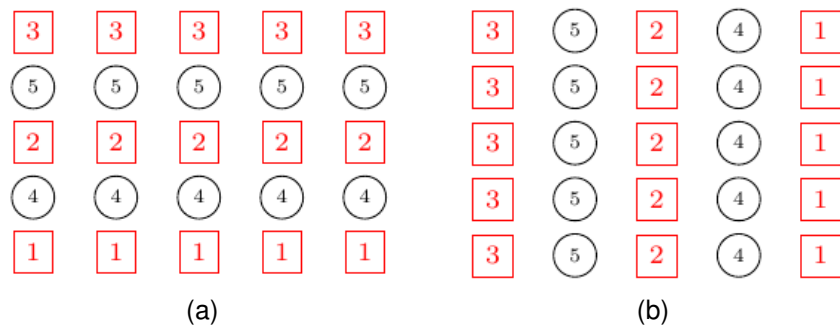 3 3 3 3 3 3 5 2 4 1
5 5 5 5 5 3 5 2 4 1
2 2 2 2 2 3 5 2 4 1
4 4 4 4 4 3 5 2 4 1
1 1 1 1 1 3 5 2 4 1
(a) (b)